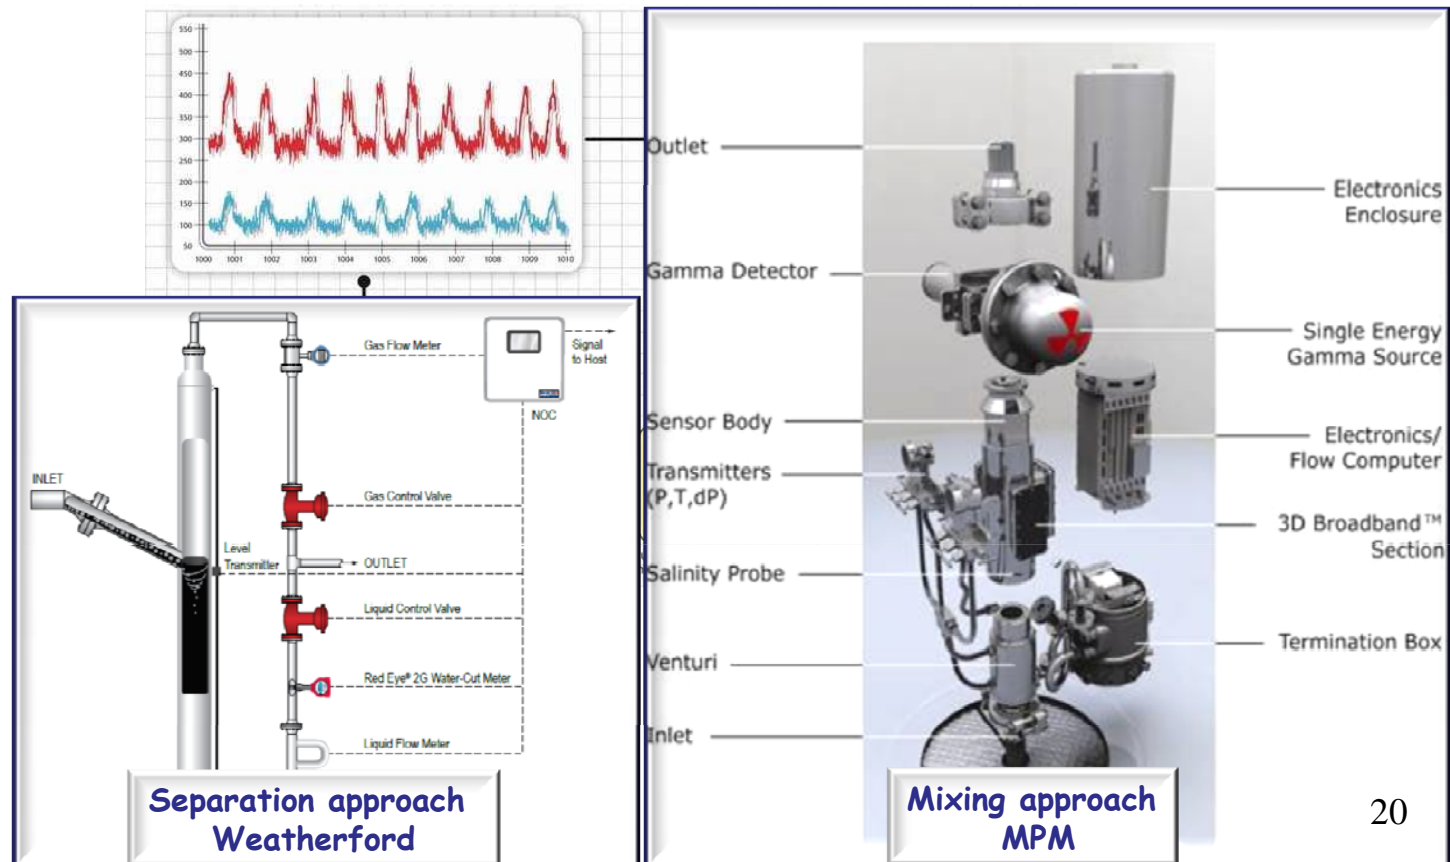 550
500
450
400
350
300
250
200
150
100
50
1000 1001 1002 1003 1004 1005 1006 1007 1008 1009 1010
INLET
Gas Flow Meter
Signal
to Host
NOC
Gas Control Valve
Level
Transmitter
OUTLET
Liquid Control Valve
Red Eye® 2G Water-Cut Meter
Liquid Flow Meter
Separation approach
Weatherford
Outlet
Gamma Detector
Sensor Body
Transmitters
(P,T,dP)
Salinity Probe
Venturi
Inlet
Electronics
Enclosure
Single Energy
Gamma Source
Electronics/
Flow Computer
3D Broadband™
Section
Termination Box
Mixing approach
MPM
20